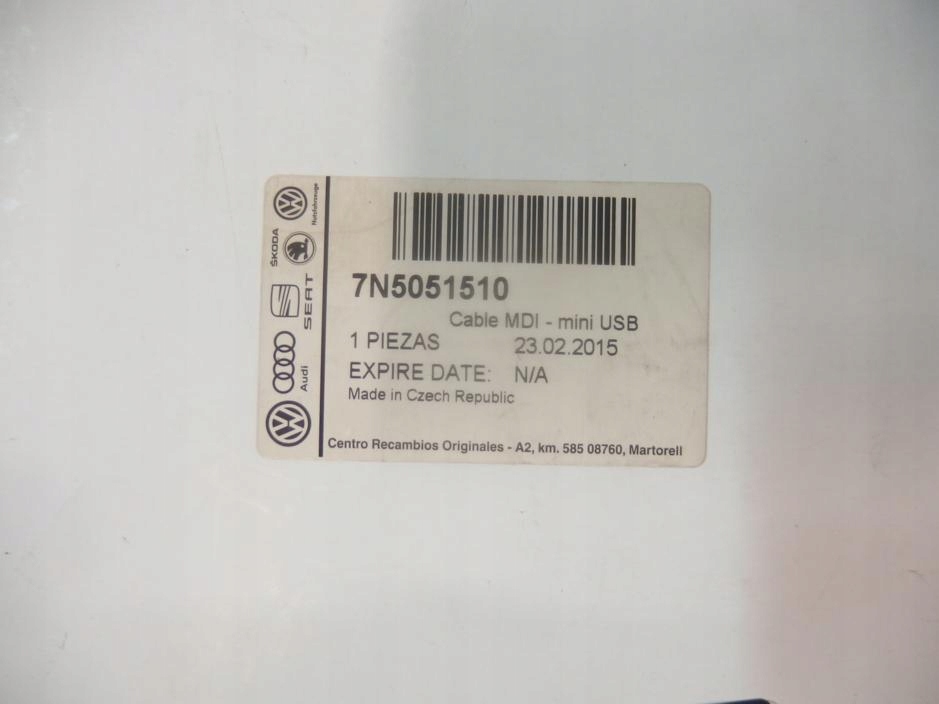 Nutzfahrzeuge
ŠKODA
SEAT
Audi
7N5051510
Cable MDI - mini USB
1 PIEZAS 23.02.2015
EXPIRE DATE: N/A
Made in Czech Republic
Centro Recambios Originales - A2, km. 585 08760, Martorell